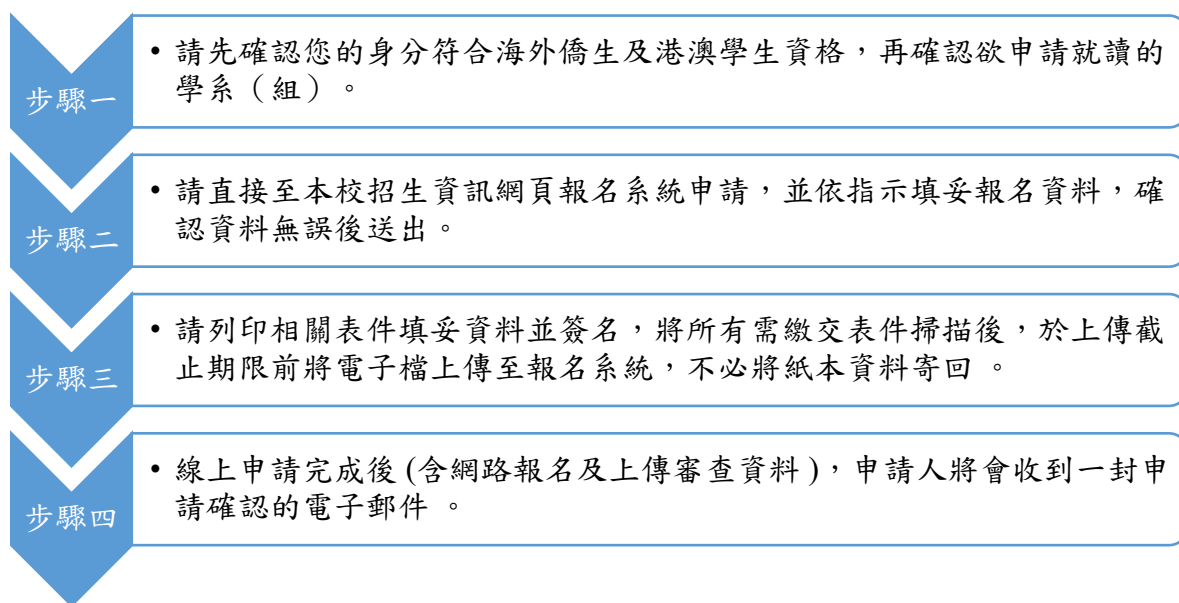 步驟一
• 請先確認您的身分符合海外僑生及港澳學生資格，再確認欲申請就讀的
學系（組）。
步驟二
• 請直接至本校招生資訊網頁報名系統申請，並依指示填妥報名資料，確
認資料無誤後送出。
步驟三
• 請列印相關表件填妥資料並簽名，將所有需繳交表件掃描後，於上傳截
止期限前將電子檔上傳至報名系統，不必將紙本資料寄回 。
步驟四
• 線上申請完成後 (含網路報名及上傳審查資料 )，申請人將會收到一封申
請確認的電子郵件 。